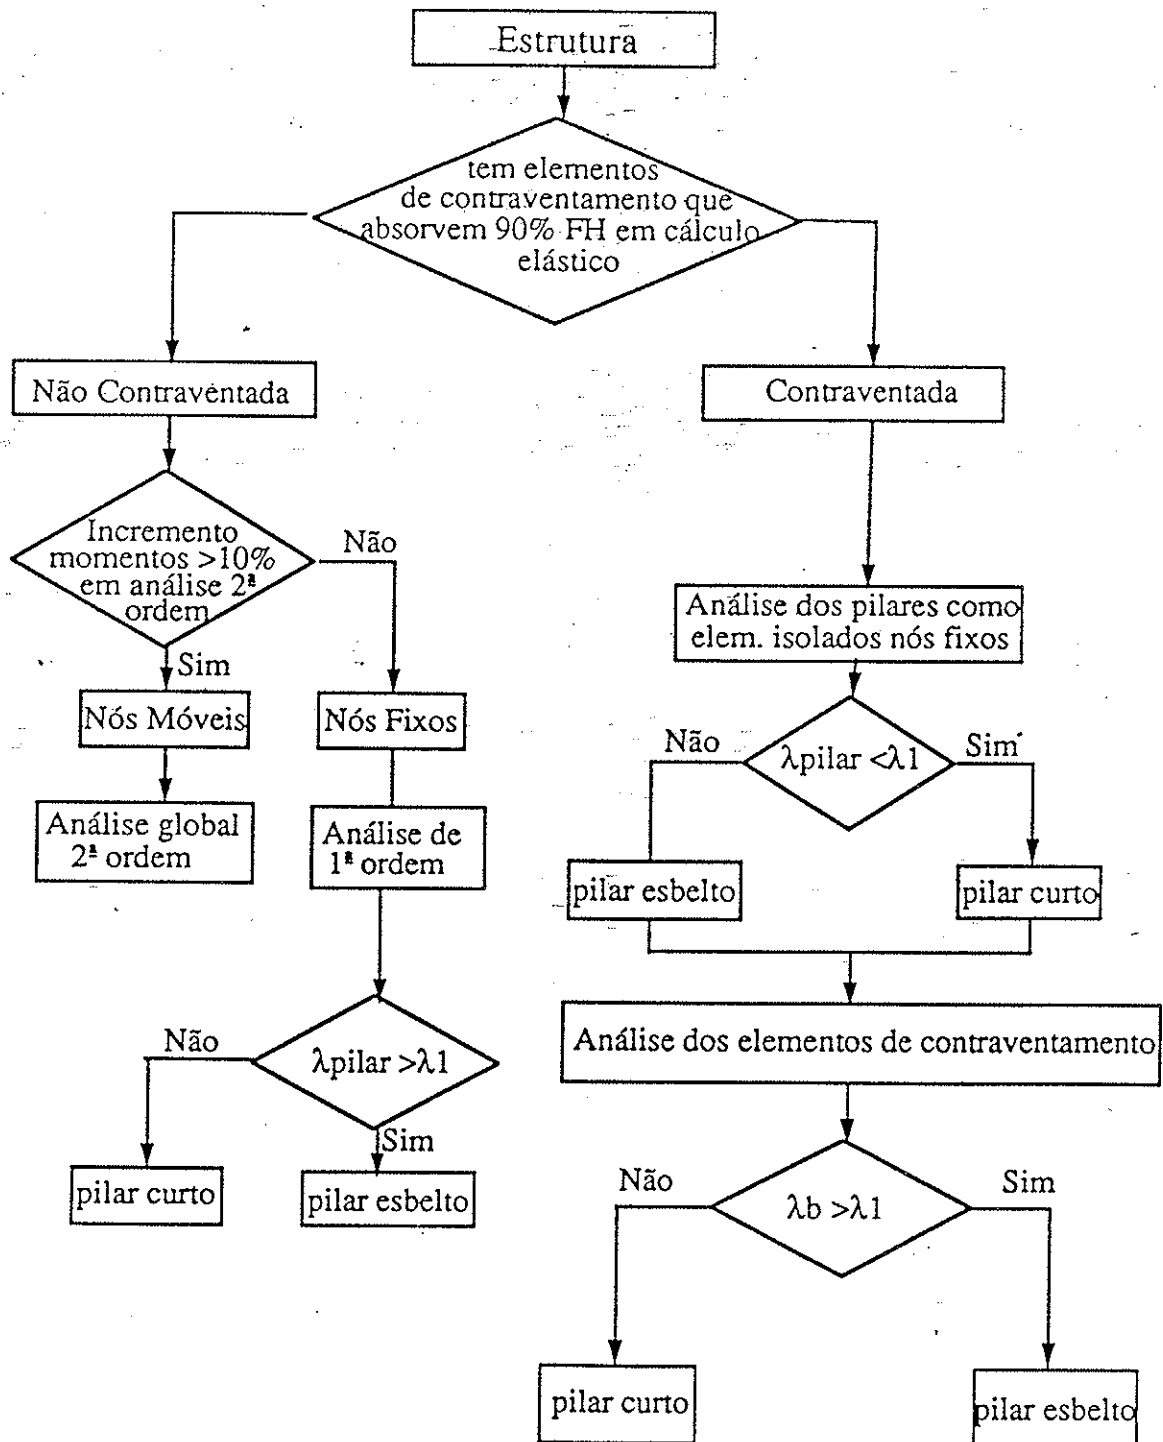 Estrutura
tem elementos
de contraventamento que
absorvem 90% FH em cálculo
elástico
Não Contraventada
Contraventada
Incremento
momentos >10%
em análise 2ª
ordem
Não
Sim
Nós Móveis
Nós Fixos
Análise global
2ª ordem
Análise de
1ª ordem
λpilar >λ1
Não
Sim
pilar curto
pilar esbelto
Análise dos pilares como
elem. isolados nós fixos
λpilar <λ1
Não
Sim
pilar esbelto
pilar curto
Análise dos elementos de contraventamento
λb >λ1
Não
Sim
pilar curto
pilar esbelto